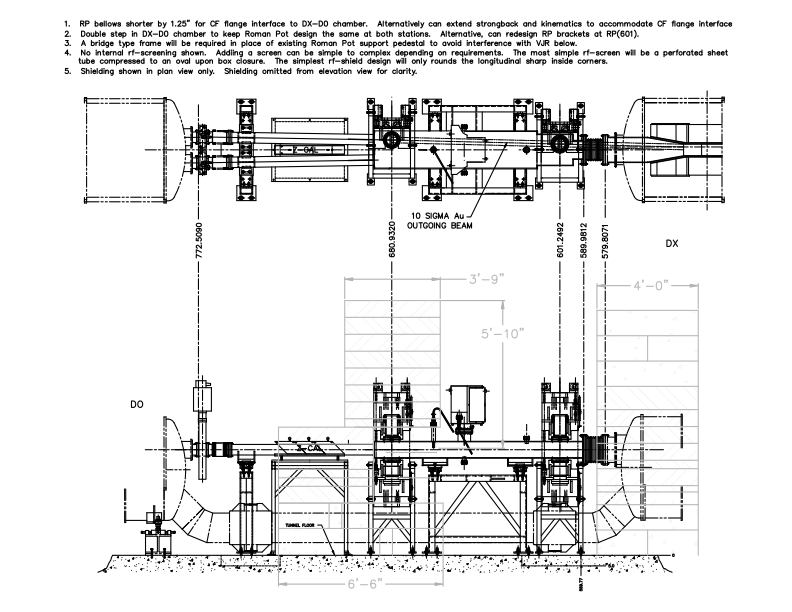 1. RP bellows shorter by 1.25" for CF flange interface to DX-DO chamber. Alternatively can extend strongback and kinematics to accommodate CF flange interface
2. Double step in DX-DO chamber to keep Roman Pot design the same at both stations. Alternative, can redesign RP brackets at RP(601).
3. A bridge type frame will be required in place of existing Roman Pot support pedestal to avoid interference with VJR below.
4. No internal rf-screening shown. Adding a screen can be simple to complex depending on requirements. The most simple rf-screen will be a perforated sheet
tube compressed to an oval upon box closure. The simplest rf-shield design will only rounds the longitudinal sharp inside corners.
5. Shielding shown in plan view only. Shielding omitted from elevation view for clarity.
Z-CAL
10 SIGMA Au
OUTGOING BEAM
772.5090
680.9320
601.2492
589.9812
579.8071
DX
3'-9"
4'-0"
5'-10"
DO
Z-CAL
TUNNEL FLOOR
6'-6"